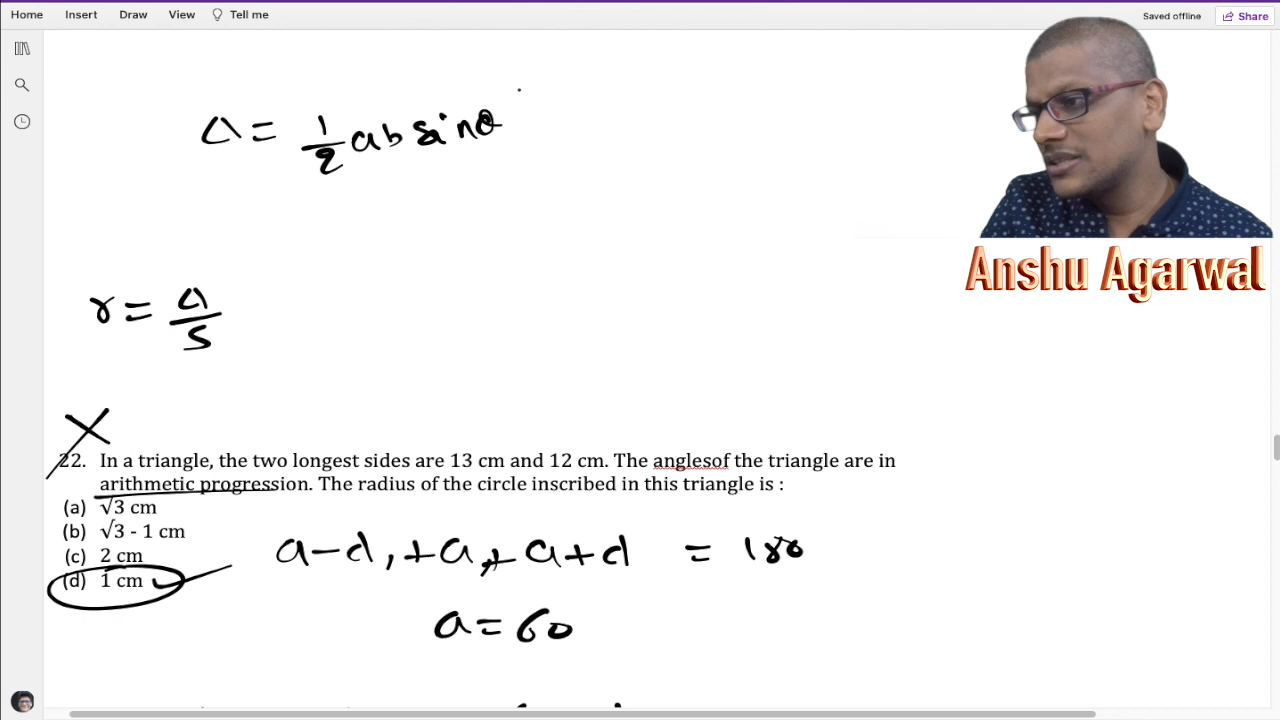 Home Insert Draw View Tell me Saved offline Share
Δ = 1/2 ab sinθ
Anshu Agarwal
r = Δ/s
22. In a triangle, the two longest sides are 13 cm and 12 cm. The anglesof the triangle are in
arithmetic progression. The radius of the circle inscribed in this triangle is :
(a) √3 cm
(b) √3 - 1 cm
(c) 2 cm
(d) 1 cm
a-d, +a, + a+d = 180
a = 60